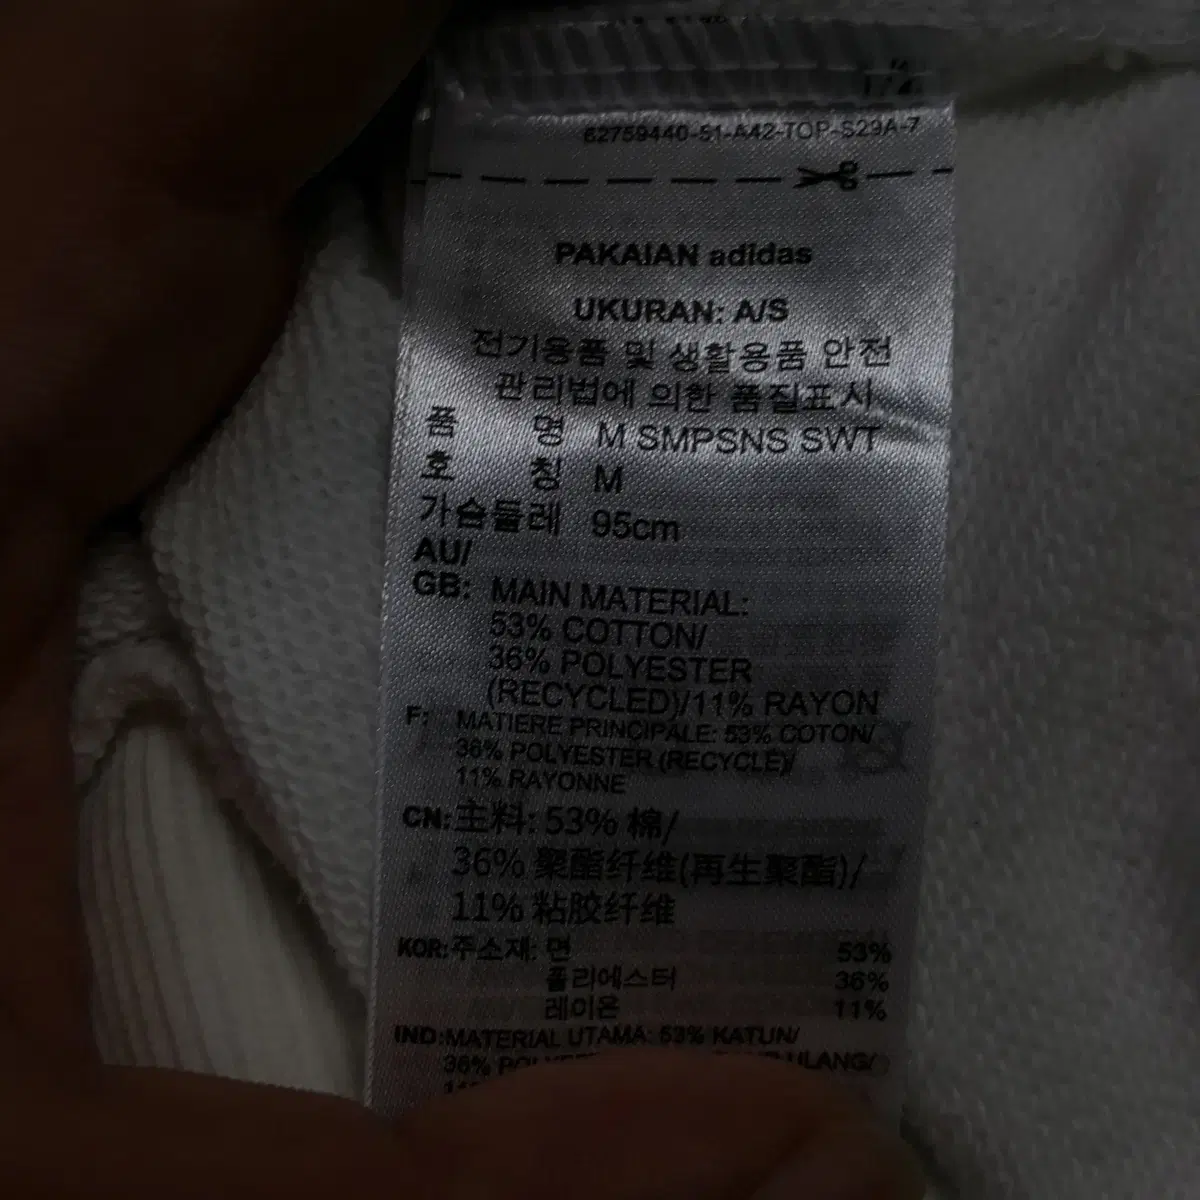 62759440-51-A42-TOP-S29A-7
PAKAIAN adidas
UKURAN: A/S
전기용품 및 생활용품 안전
관리법에 의한 품질표시
품 명 M SMPSNS SWT
호 칭 M
가슴둘레 95cm
AU/
GB: MAIN MATERIAL:
53% COTTON/
36% POLYESTER
(RECYCLED)/11% RAYON
F: MATIERE PRINCIPALE: 53% COTON/
36% POLYESTER (RECYCLÉ)/
11% RAYONNE
CN: 主料: 53% 棉/
36% 聚酯纤维(再生聚酯)/
11% 粘胶纤维
KOR: 주소재: 면 53%
폴리에스터 36%
레이온 11%
IND: MATERIAL UTAMA: 53% KATUN/
36% ULANG/